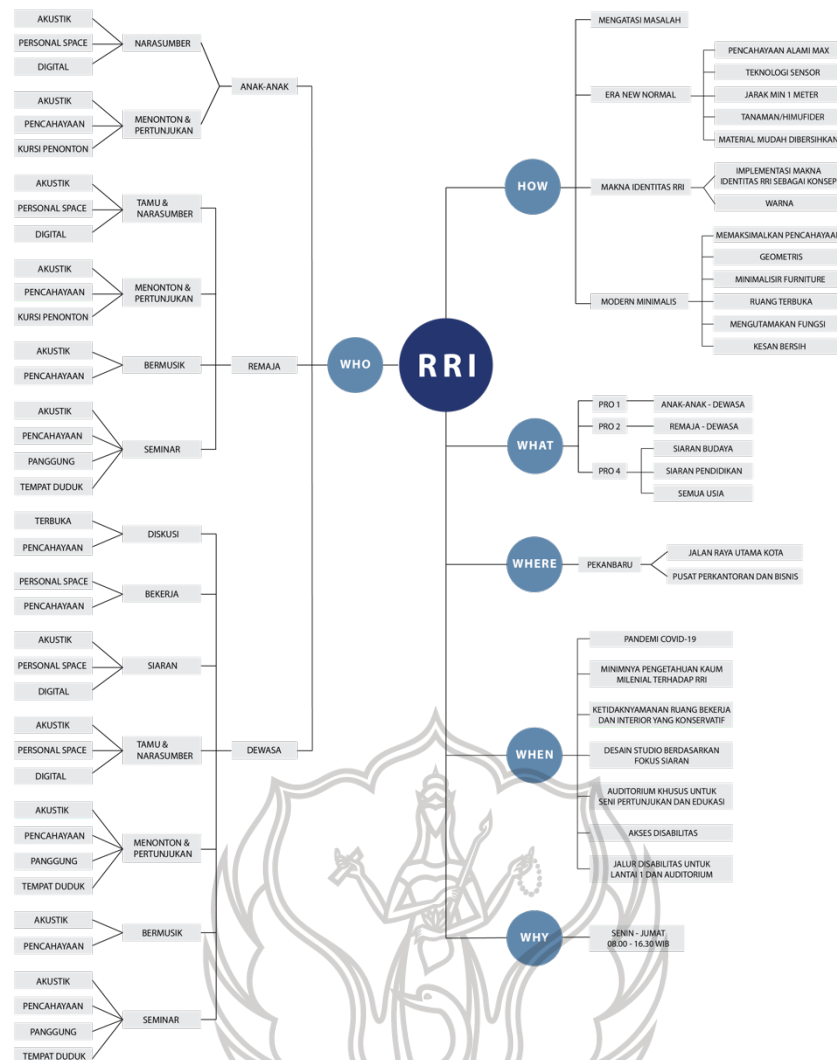 RRI
WHO
ANAK-ANAK
NARASUMBER
AKUSTIK
PERSONAL SPACE
DIGITAL
MENONTON &
PERTUNJUKAN
AKUSTIK
PENCAHAYAAN
KURSI PENONTON
REMAJA
TAMU &
NARASUMBER
AKUSTIK
PERSONAL SPACE
DIGITAL
MENONTON &
PERTUNJUKAN
AKUSTIK
PENCAHAYAAN
KURSI PENONTON
BERMUSIK
AKUSTIK
PENCAHAYAAN
SEMINAR
AKUSTIK
PENCAHAYAAN
PANGGUNG
TEMPAT DUDUK
DEWASA
DISKUSI
TERBUKA
PENCAHAYAAN
BEKERJA
PERSONAL SPACE
PENCAHAYAAN
SIARAN
AKUSTIK
PERSONAL SPACE
DIGITAL
TAMU &
NARASUMBER
AKUSTIK
PERSONAL SPACE
DIGITAL
MENONTON &
PERTUNJUKAN
AKUSTIK
PENCAHAYAAN
PANGGUNG
TEMPAT DUDUK
BERMUSIK
AKUSTIK
PENCAHAYAAN
SEMINAR
AKUSTIK
PENCAHAYAAN
PANGGUNG
TEMPAT DUDUK
HOW
MENGATASI MASALAH
ERA NEW NORMAL
PENCAHAYAAN ALAMI MAX
TEKNOLOGI SENSOR
JARAK MIN 1 METER
TANAMAN/HIMUFIDER
MATERIAL MUDAH DIBERSIHKAN
MAKNA IDENTITAS RRI
IMPLEMENTASI MAKNA
IDENTITAS RRI SEBAGAI KONSEP
WARNA
MODERN MINIMALIS
MEMAKSIMALKAN PENCAHAYAAN
GEOMETRIS
MINIMALISIR FURNITURE
RUANG TERBUKA
MENGUTAMAKAN FUNGSI
KESAN BERSIH
WHAT
PRO 1
ANAK-ANAK - DEWASA
PRO 2
REMAJA - DEWASA
PRO 4
SIARAN BUDAYA
SIARAN PENDIDIKAN
SEMUA USIA
WHERE
PEKANBARU
JALAN RAYA UTAMA KOTA
PUSAT PERKANTORAN DAN BISNIS
WHEN
PANDEMI COVID-19
MINIMNYA PENGETAHUAN KAUM
MILENIAL TERHADAP RRI
KETIDAKNYAMANAN RUANG BEKERJA
DAN INTERIOR YANG KONSERVATIF
DESAIN STUDIO BERDASARKAN
FOKUS SIARAN
AUDITORIUM KHUSUS UNTUK
SENI PERTUNJUKAN DAN EDUKASI
AKSES DISABILITAS
JALUR DISABILITAS UNTUK
LANTAI 1 DAN AUDITORIUM
WHY
SENIN - JUMAT
08.00 - 16.30 WIB